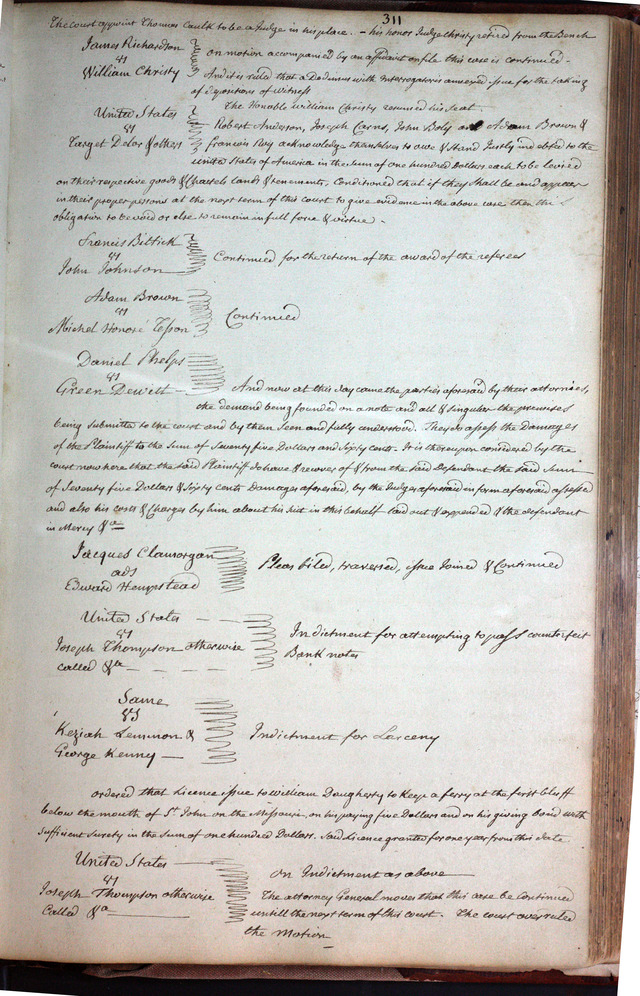 311
The Court appoint Thomas Caulk to be a Judge in his place. - his honor Judge Christy retired from the Bench
James Richardson
vs
William Christy
on motion accompanied by an affidavit on file this case is continued -
And it is ruled that a Dedimus with Interrogatories annexed issue for the taking
of depositions of witness
The Honable William Christy resumed his Seat.
United States
vs
Target Delor & others
Robert Anderson, Joseph Carns, John Boly and Adam Brown &
Francis Roy acknowledge themselves to owe & stand Justly indebted to the
united States of America in the sum of one hundred Dollars each to be levied
on their respective goods & Chattels lands & tenements, Conditioned that if they shall be and appear
in their proper persons at the next term of this court to give evidence in the above case then this
obligation to be void or else to remain in full force & virtue -
Francis Bittick
vs
John Johnson
Continued for the return of the award of the referees
Adam Brown
vs
Michel Honoré Tesson
Continued
Daniel Phelps
vs
Green Dewitt -
And now at this day came the parties aforesaid by their attornies,
the demand being founded on a note and all & singular the premises
being submitted to the court and by them seen and fully understood. They do assess the Damages
of the Plaintiff to the Sum of Seventy five Dollars and Sixty Cents. It is thereupon considered by the
court now here that the said Plaintiff do have & recover of & from the said Defendant the said Sum
of Seventy five Dollars & Sixty cents Damages aforesaid, by the Judges aforesaid in form aforesaid assessed
and also his costs & Charges by him about his suit in this behalf laid out & expended & the defendant
in Mercy &a
Jacques Clamorgan
ads
Edward Hempstead
Pleas filed, traversed, issue Joined & Continued
United States
vs
Joseph Thompson otherwise
called &a
Indictment for attempting to pass counterfeit
Bank notes
Same
vs
Keziah Lemmon &
George Kenny -
Indictment for Larceny
ordered that Licence issue to William Daugherty to Keep a ferry at the first bluff
below the mouth of St. John on the Missouri, on his paying five Dollars and on his giving bond with
Sufficient Surety in the Sum of one hundred Dollars. Said Licence granted for one year from this date
United States
vs
Joseph Thompson otherwise
Called &a
on Indictment as above
The attorney General moves that this case be Continued
untill the next term of this court. The court overruled
the Motion